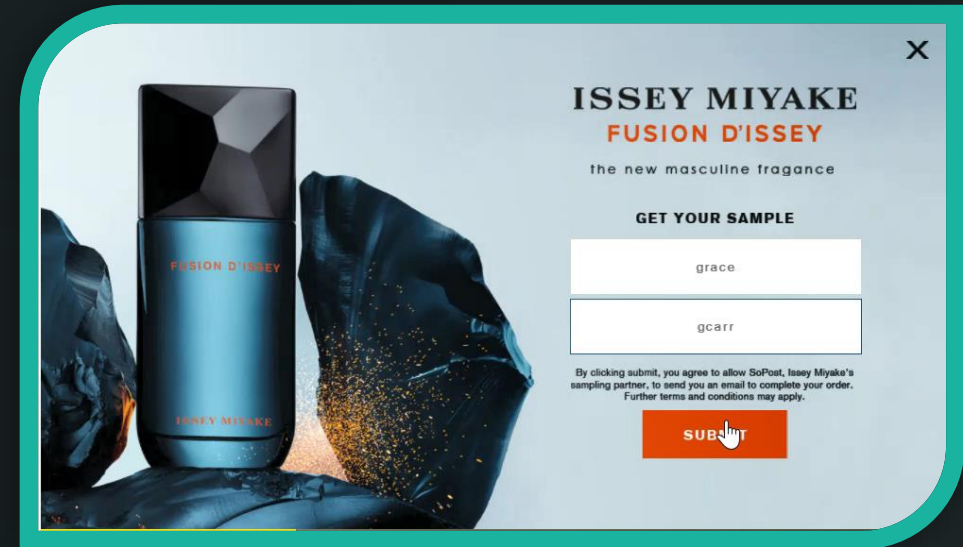 X
ISSEY MIYAKE
FUSION D'ISSEY
the new masculine fragance
GET YOUR SAMPLE
grace
gcarr
By clicking submit, you agree to allow SoPost, Issey Miyake's
sampling partner, to send you an email to complete your order.
Further terms and conditions may apply.
SUBMIT
FUSION D'ISSEY
ISSEY MIYAKE